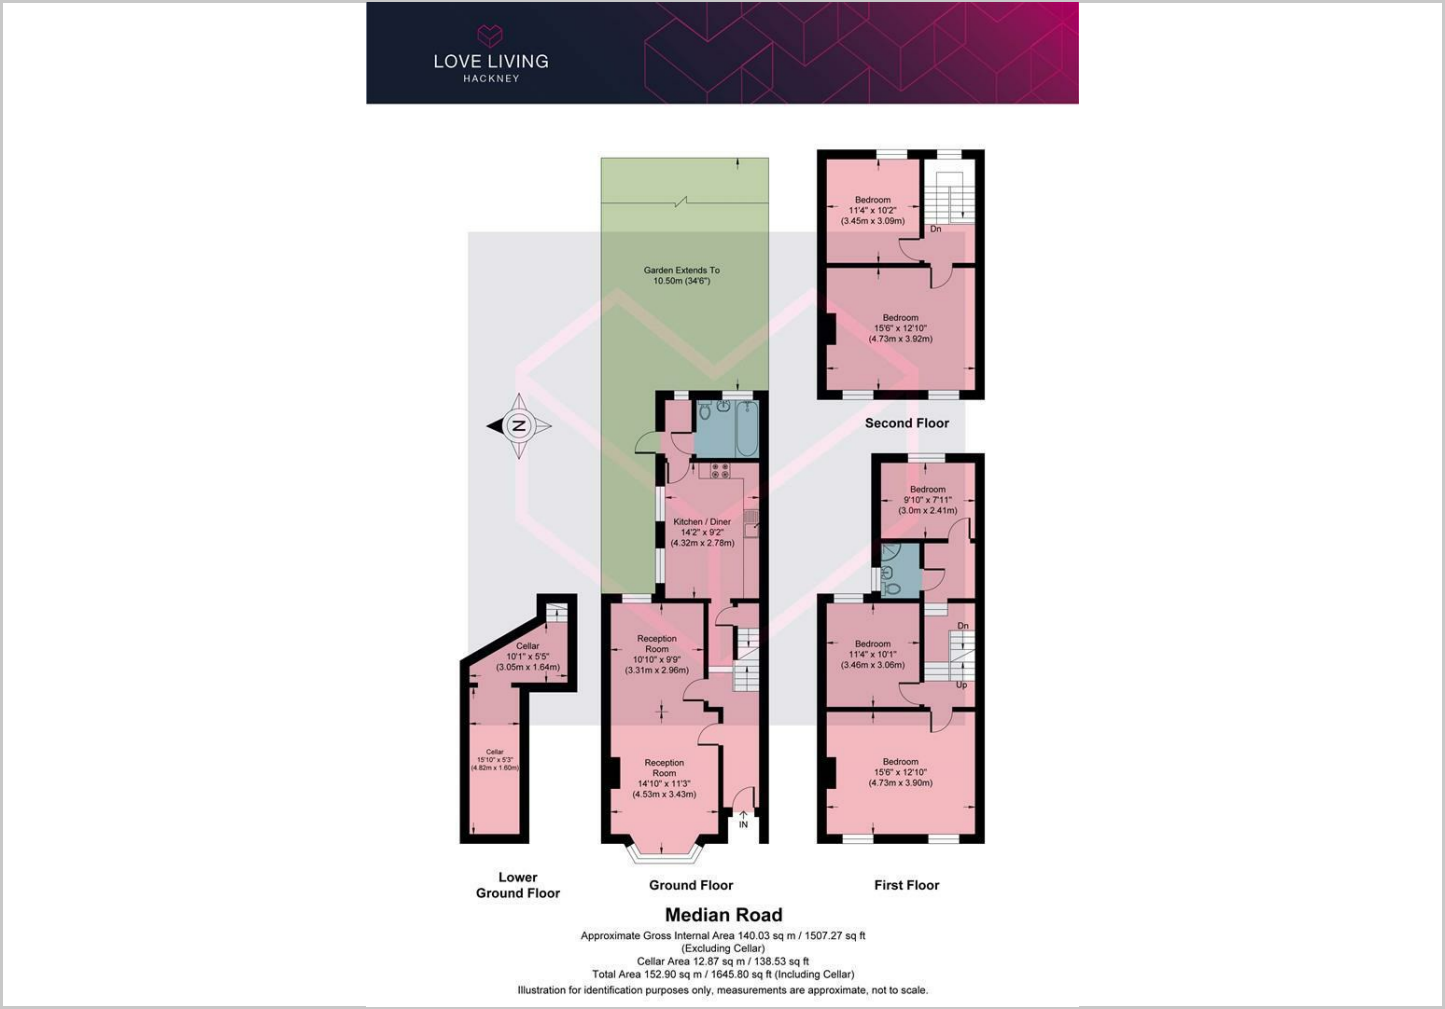 LOVE LIVING
HACKNEY
Garden Extends To
10.50m (34'6")
Bedroom
11'4" x 10'2"
(3.45m x 3.09m)
Dn
Bedroom
15'6" x 12'10"
(4.73m x 3.92m)
Second Floor
N
Kitchen / Diner
14'2" x 9'2"
(4.32m x 2.78m)
Bedroom
9'10" x 7'11"
(3.0m x 2.41m)
Cellar
10'1" x 5'5"
(3.05m x 1.64m)
Reception
Room
10'10" x 9'9"
(3.31m x 2.96m)
Bedroom
11'4" x 10'1"
(3.46m x 3.06m)
Dn
Up
Cellar
15'10" x 5'3"
(4.82m x 1.60m)
Reception
Room
14'10" x 11'3"
(4.53m x 3.43m)
IN
Bedroom
15'6" x 12'10"
(4.73m x 3.90m)
Lower
Ground Floor
Ground Floor
First Floor
Median Road
Approximate Gross Internal Area 140.03 sq m / 1507.27 sq ft
(Excluding Cellar)
Cellar Area 12.87 sq m / 138.53 sq ft
Total Area 152.90 sq m / 1645.80 sq ft (Including Cellar)
Illustration for identification purposes only, measurements are approximate, not to scale.